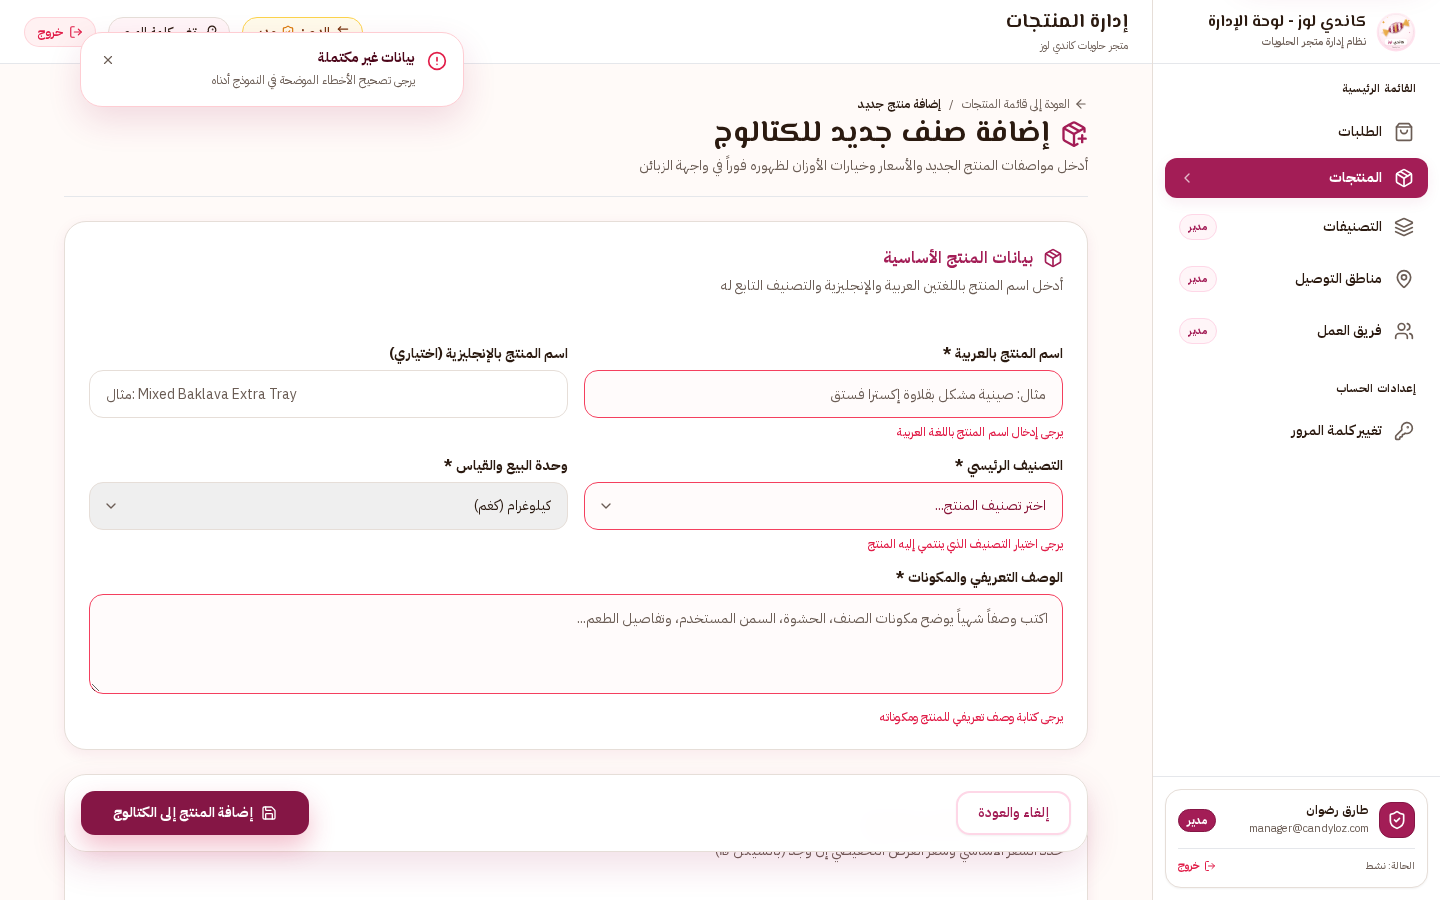 كاندي لوز - لوحة الإدارة
نظام إدارة متجر الحلويات
القائمة الرئيسية
الطلبات
المنتجات
التصنيفات
مدير
مناطق التوصيل
مدير
فريق العمل
مدير
إعدادات الحساب
تغيير كلمة المرور
طارق رضوان
manager@candyloz.com
مدير
الحالة: نشط
خروج
إدارة المنتجات
متجر حلويات كاندي لوز
خروج
بيانات غير مكتملة
يرجى تصحيح الأخطاء الموضحة في النموذج أدناه
العودة إلى قائمة المنتجات / إضافة منتج جديد
إضافة صنف جديد للكتالوج
أدخل مواصفات المنتج الجديد والأسعار وخيارات الأوزان لظهوره فوراً في واجهة الزبائن
بيانات المنتج الأساسية
أدخل اسم المنتج باللغتين العربية والإنجليزية والتصنيف التابع له
اسم المنتج بالعربية *
مثال: صينية مشكل بقلاوة إكسترا فستق
يرجى إدخال اسم المنتج باللغة العربية
اسم المنتج بالإنجليزية (اختياري)
مثال: Mixed Baklava Extra Tray
التصنيف الرئيسي *
اختر تصنيف المنتج...
يرجى اختيار التصنيف الذي ينتمي إليه المنتج
وحدة البيع والقياس *
كيلوغرام (كغم)
الوصف التعريفي والمكونات *
اكتب وصفاً شهياً يوضح مكونات الصنف، الحشوة، السمن المستخدم، وتفاصيل الطعم...
يرجى كتابة وصف تعريفي للمنتج ومكوناته
إلغاء والعودة
إضافة المنتج إلى الكتالوج